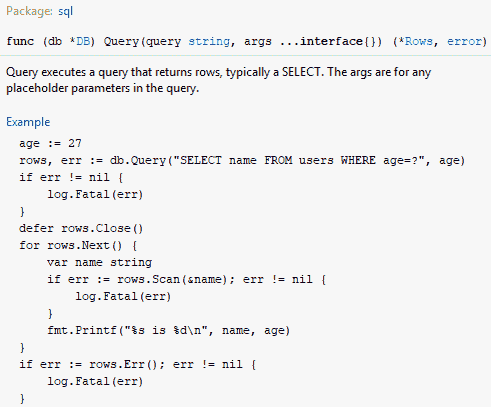 Package: sql
func (db *DB) Query(query string, args ...interface{}) (*Rows, error)
Query executes a query that returns rows, typically a SELECT. The args are for any
placeholder parameters in the query.
Example
age := 27
rows, err := db.Query("SELECT name FROM users WHERE age=?", age)
if err != nil {
    log.Fatal(err)
}
defer rows.Close()
for rows.Next() {
    var name string
    if err := rows.Scan(&name); err != nil {
        log.Fatal(err)
    }
    fmt.Printf("%s is %d\n", name, age)
}
if err := rows.Err(); err != nil {
    log.Fatal(err)
}